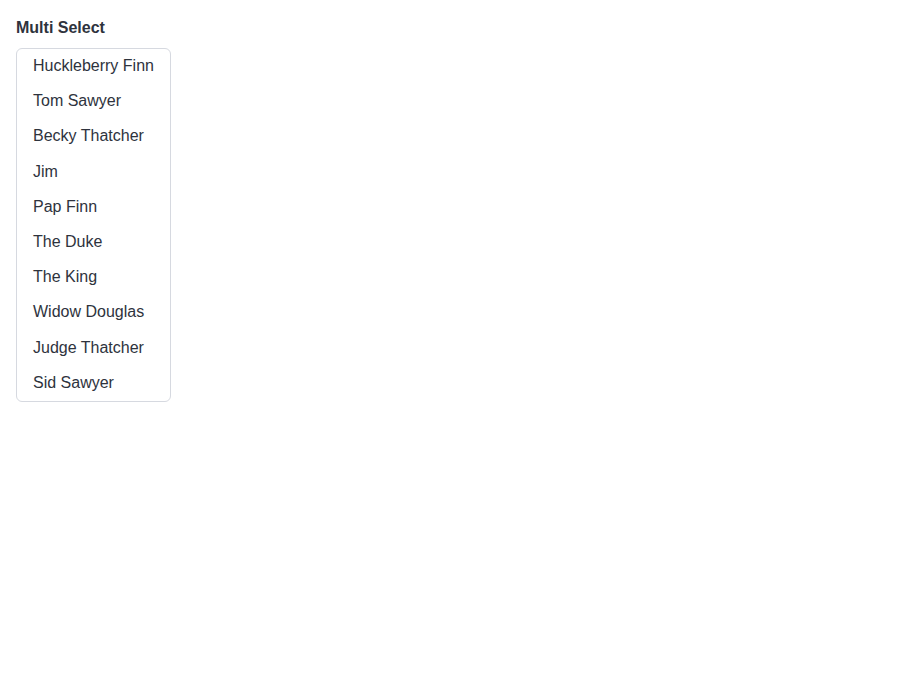 Multi Select
Huckleberry Finn
Tom Sawyer
Becky Thatcher
Jim
Pap Finn
The Duke
The King
Widow Douglas
Judge Thatcher
Sid Sawyer